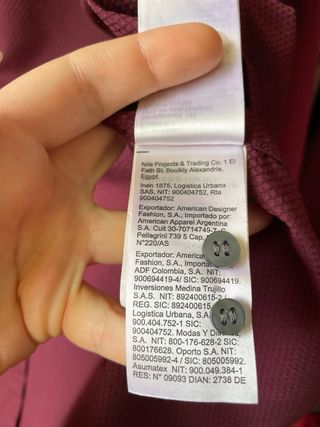 Nile Projects & Trading Co. 1 El
Fath St. Boulkly Alexandria,
Egypt
Inen 1875, Logistica Urbana
SAS, NIT: 900404752, Rta
900404752
Exportador: American Designer
Fashion, S.A., Importado por:
American Apparel Argentina
S.A. Cuit 30-70714749-7
Pellegrini 739 5 Cap.
N°220/AS
Exportador: Americ
Fashion, S.A., Importa
ADF Colombia, S.A. NIT:
900694419-4/ SIC: 900694419.
Inversiones Medina Trujillo
S.A.S. NIT: 892400615-2
REG. SIC: 892400615
Logistica Urbana, S.A
900.404.752-1 SIC:
900404752. Modas Y Di
S.A. NIT: 800-176-628-2 SIC:
800176628. Oporto S.A. NIT:
805005992-4 / SIC: 805005992.
Asumatex NIT: 900.049.384-1
RES: N° 09093 DIAN: 2738 DE